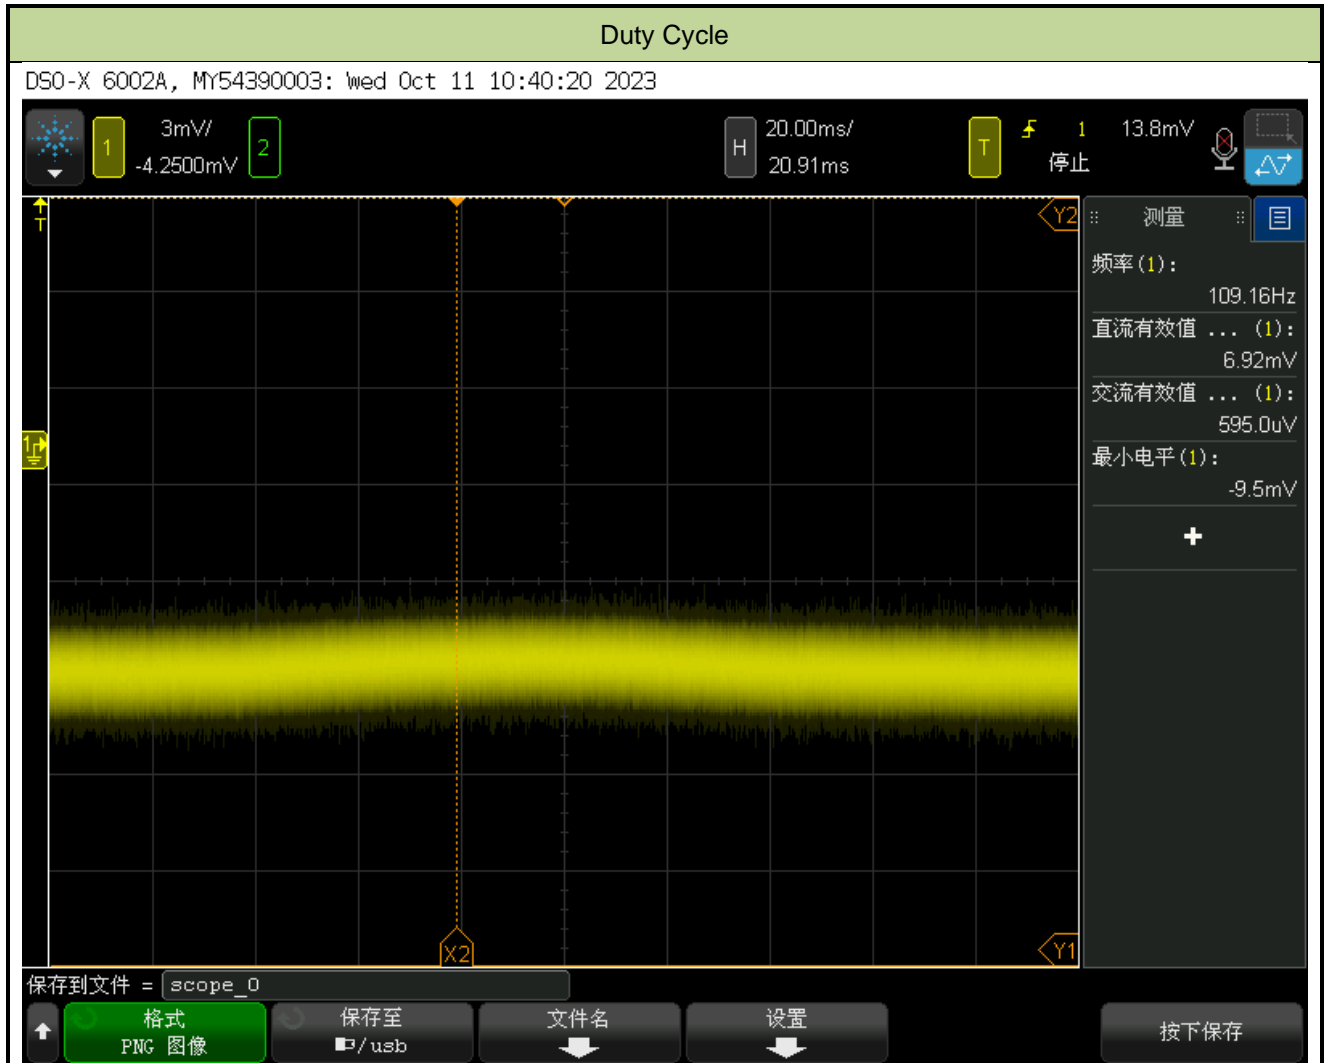 Duty Cycle
DSO-X 6002A, MY54390003: Wed Oct 11 10:40:20 2023
1 3mV/ 2 H 20.00ms/ T 1 13.8mV
-4.2500mV 20.91ms 停止
T Y2 测量
频率(1):
109.16Hz
直流有效值 ... (1):
6.92mV
交流有效值 ... (1):
595.0uV
1
最小电平(1):
-9.5mV
X2 Y1
保存到文件 = scope_0
格式 保存至 文件名 设置 按下保存
PNG 图像 /usb